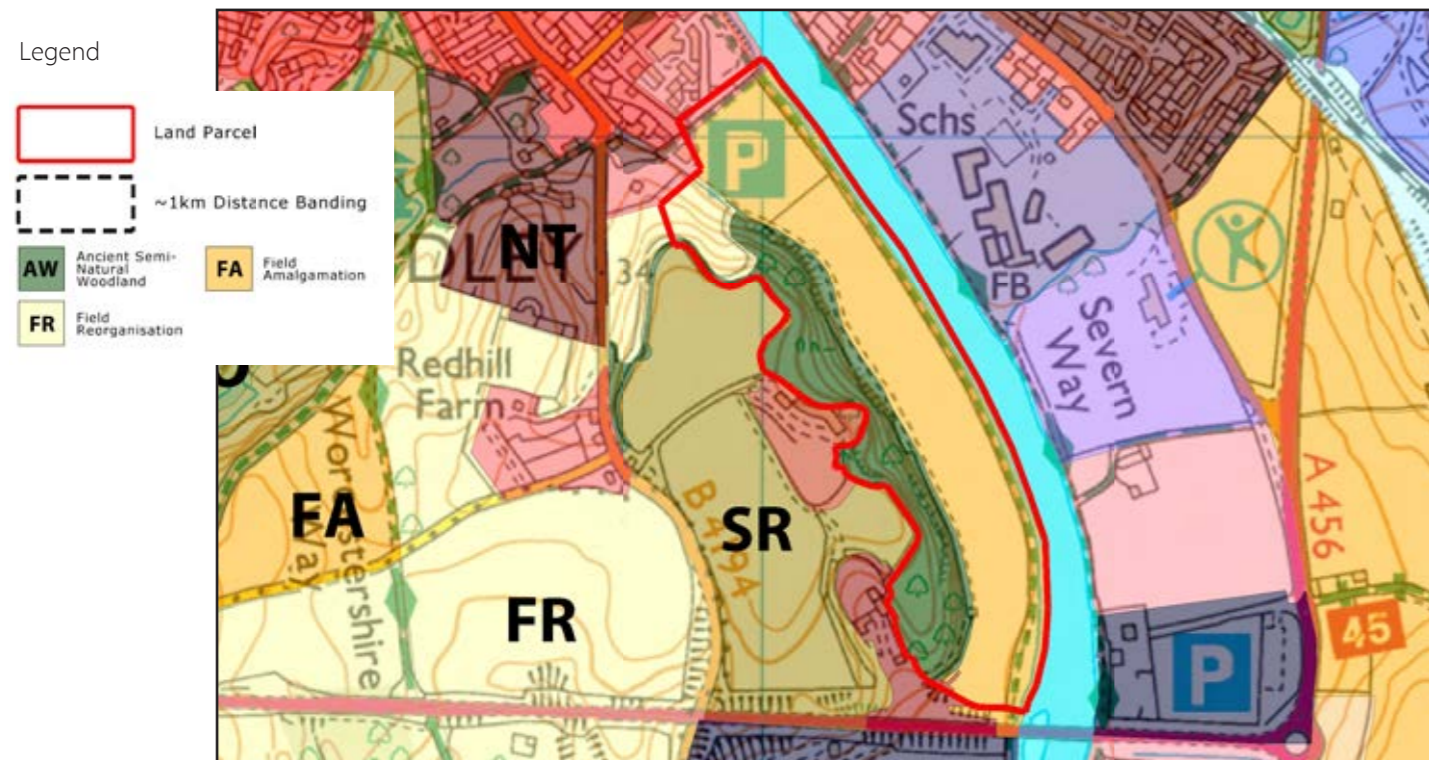 Legend
Land Parcel
~1km Distance Banding
AW
Ancient Semi-
Natural
Woodland
FA
Field
Amalgamation
FR
Field
Reorganisation
P
Schs
NT
DLEY
34
FB
Severn
Way
Redhill
Farm
Worcestershire
Way
FA
SR
B 4194
A 456
FR
45
P